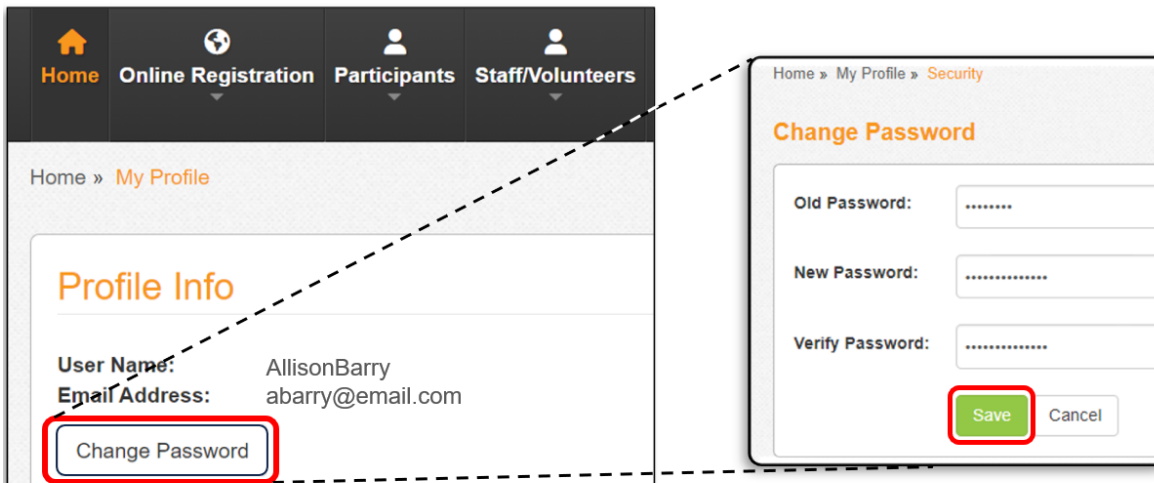 Home Online Registration Participants Staff/Volunteers
Home » My Profile
Profile Info
User Name: AllisonBarry
Email Address: abarry@email.com
Change Password
Home » My Profile » Security
Change Password
Old Password: ........
New Password: ..............
Verify Password: ..............
Save Cancel